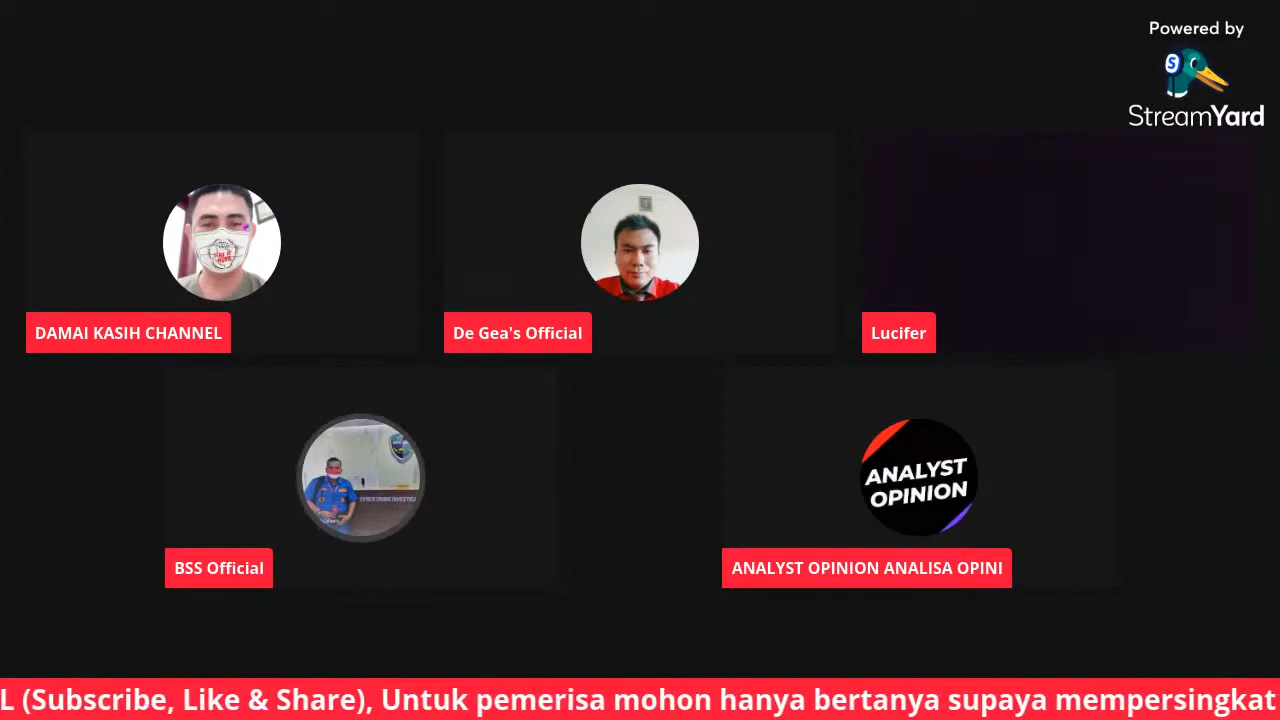 Powered by
S
StreamYard
DAMAI KASIH CHANNEL
De Gea's Official
Lucifer
ANALYST
OPINION
BSS Official
ANALYST OPINION ANALISA OPINI
L (Subscribe, Like & Share), Untuk pemerisa mohon hanya bertanya supaya mempersingkat